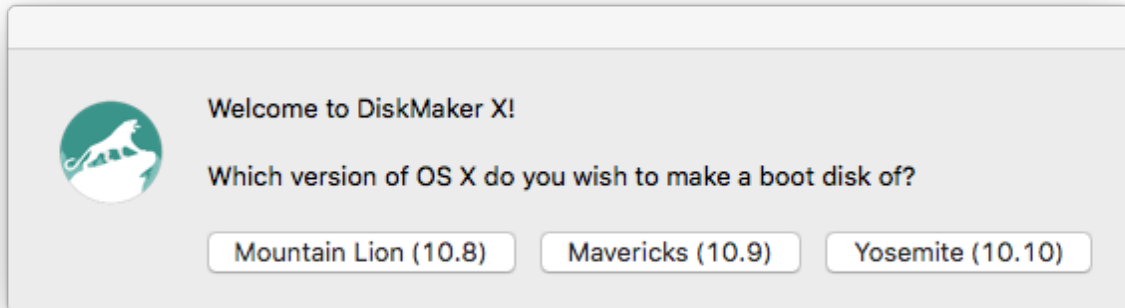 Welcome to DiskMaker X!
Which version of OS X do you wish to make a boot disk of?
Mountain Lion (10.8) Mavericks (10.9) Yosemite (10.10)